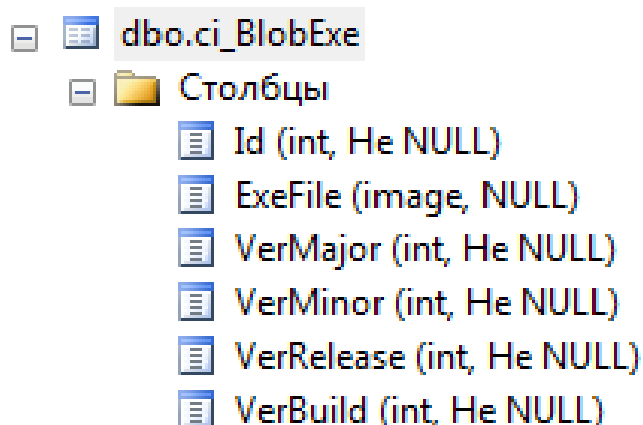 dbo.ci_BlobExe
Столбцы
Id (int, Не NULL)
ExeFile (image, NULL)
VerMajor (int, Не NULL)
VerMinor (int, Не NULL)
VerRelease (int, Не NULL)
VerBuild (int, Не NULL)